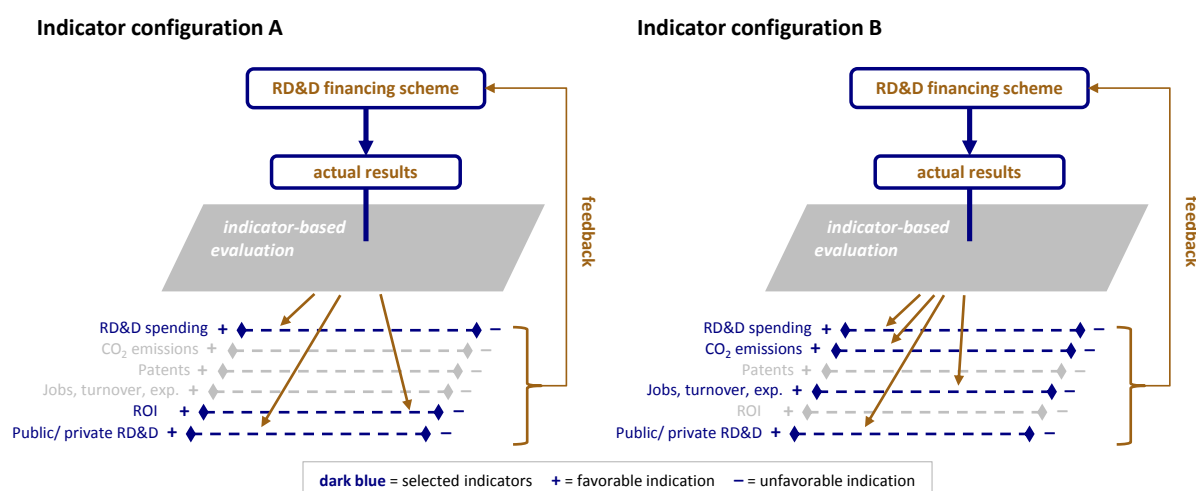 Indicator configuration A
RD&D financing scheme
actual results
indicator-based
evaluation
feedback
RD&D spending + –
CO₂ emissions + –
Patents + –
Jobs, turnover, exp. + –
ROI + –
Public/ private RD&D + –
Indicator configuration B
RD&D financing scheme
actual results
indicator-based
evaluation
feedback
RD&D spending + –
CO₂ emissions + –
Patents + –
Jobs, turnover, exp. + –
ROI + –
Public/ private RD&D + –
dark blue = selected indicators + = favorable indication – = unfavorable indication